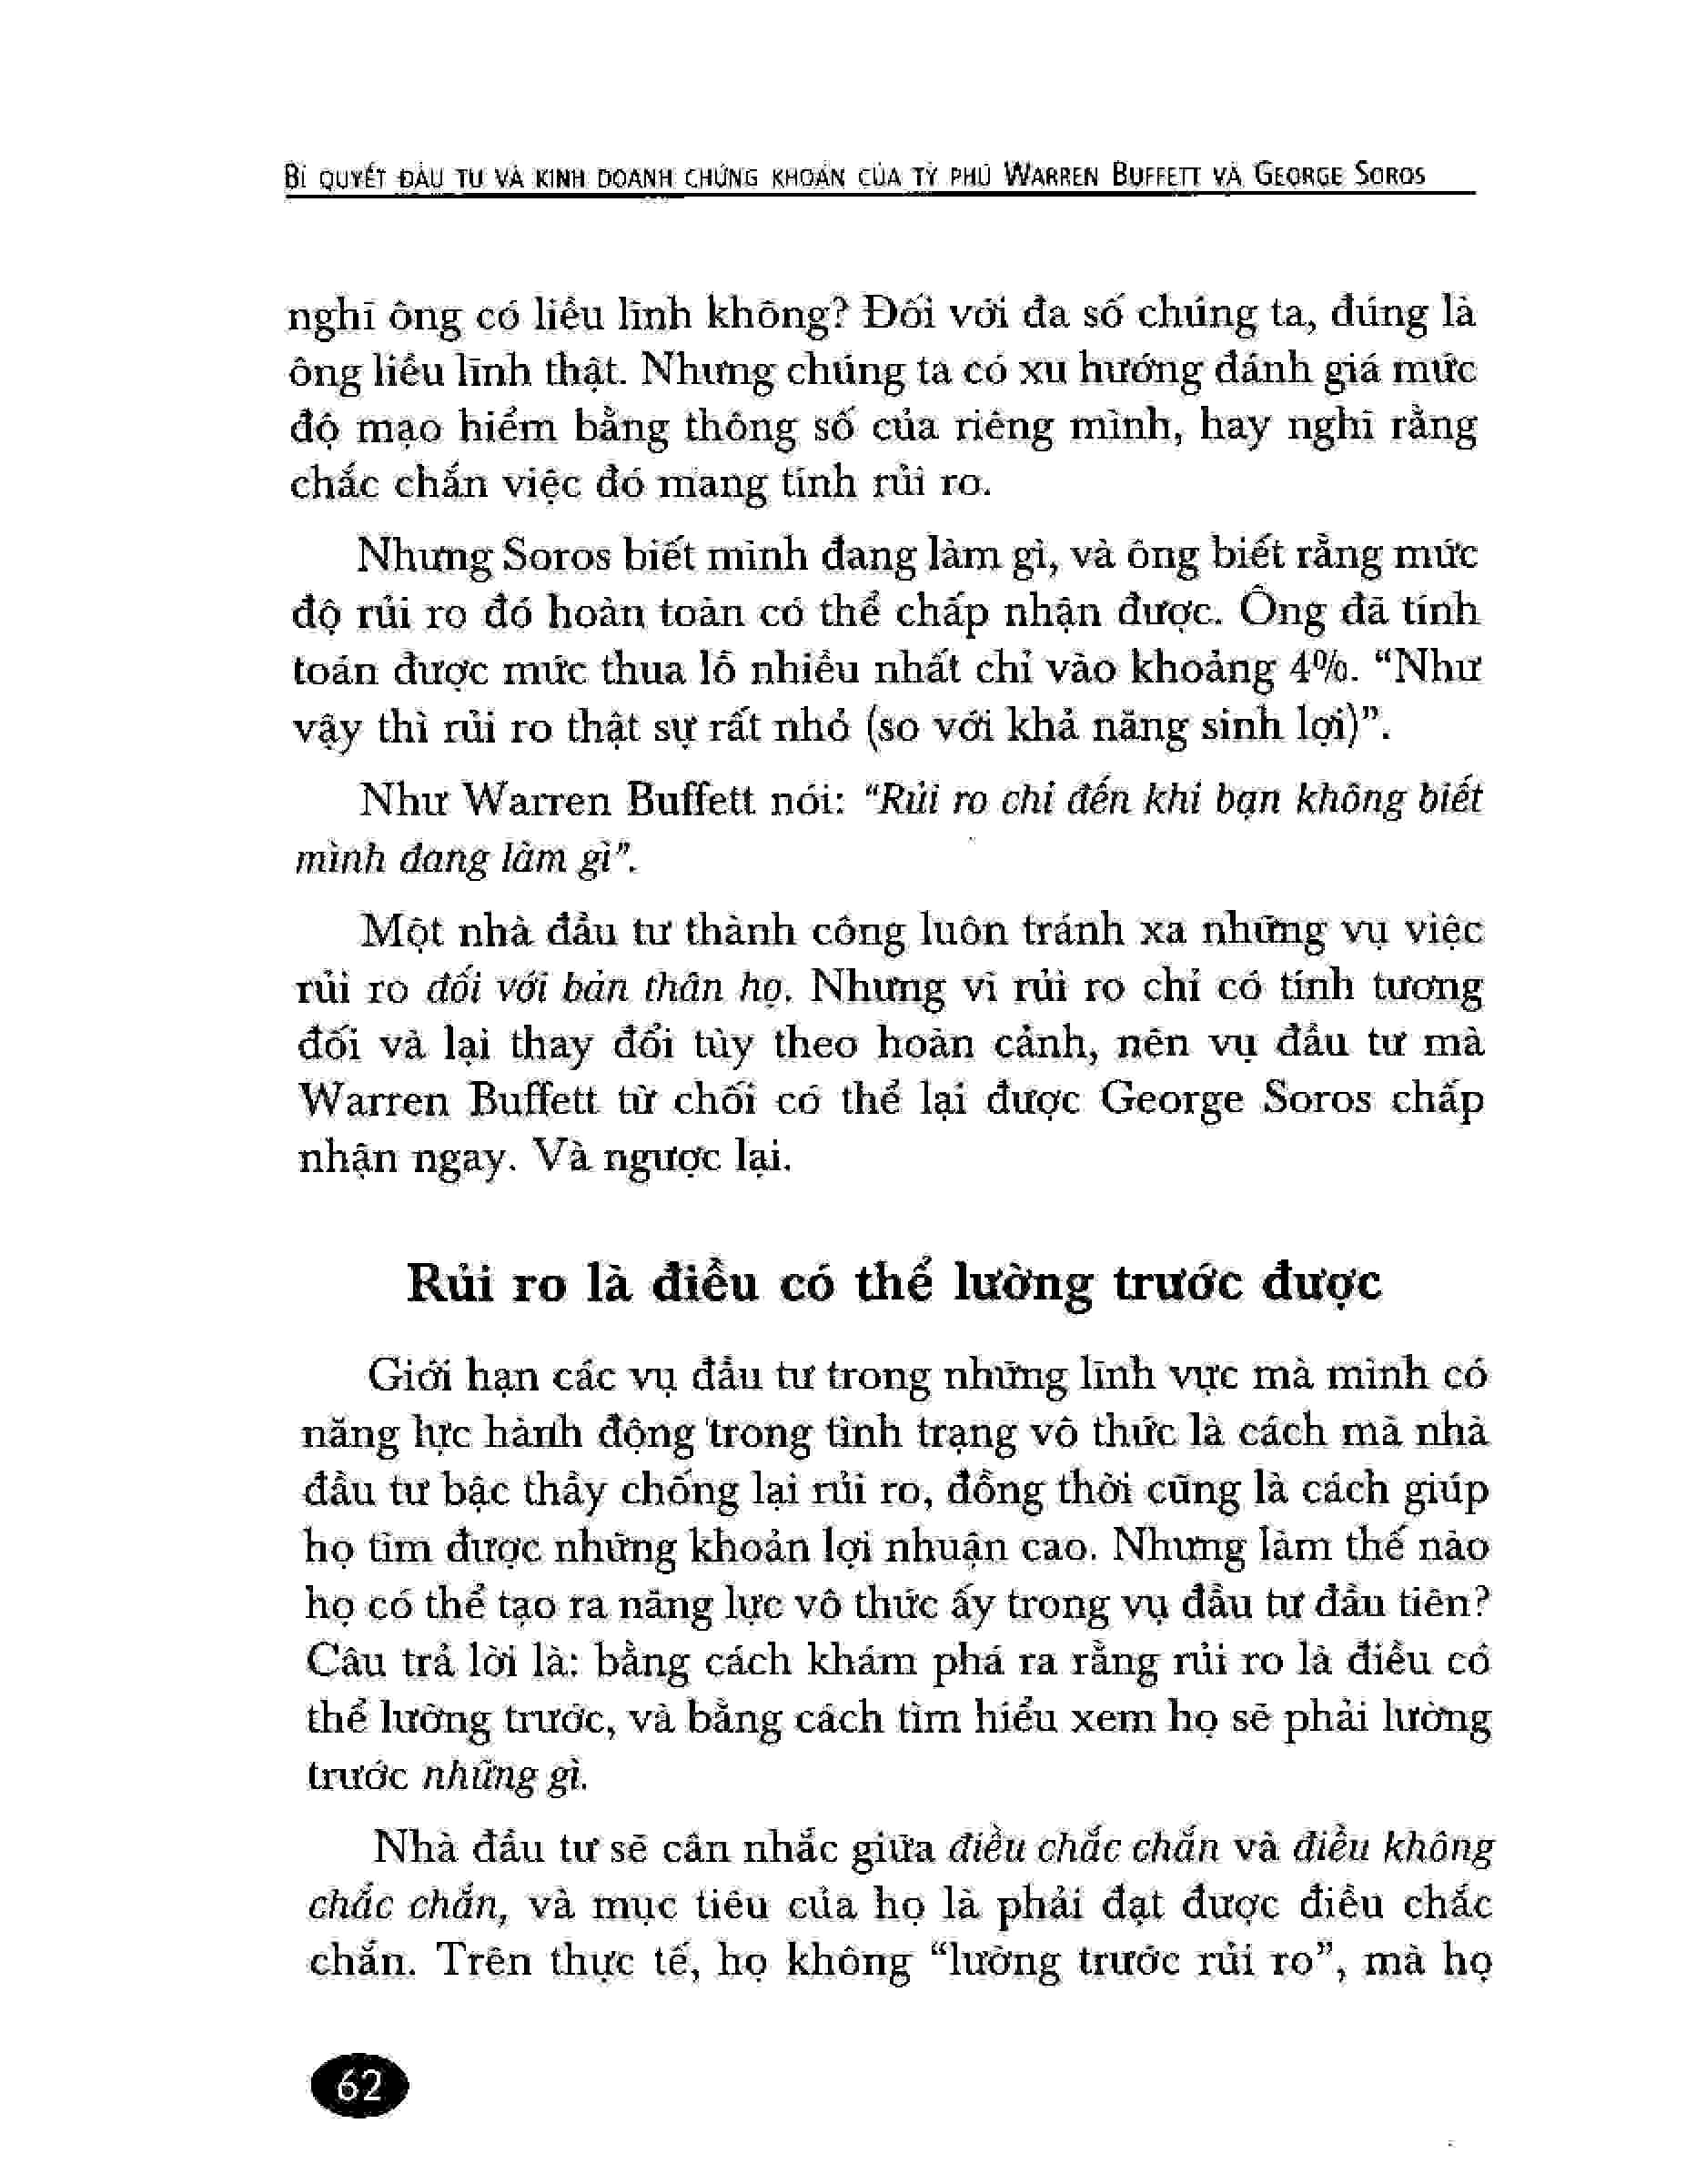 BÍ QUYẾT ĐẦU TƯ VÀ KINH DOANH CHỨNG KHOÁN CỦA TỶ PHÚ WARREN BUFFETT VÀ GEORGE SOROS
nghĩ ông có liều lĩnh không? Đối với đa số chúng ta, đúng là
ông liều lĩnh thật. Nhưng chúng ta có xu hướng đánh giá mức
độ mạo hiểm bằng thông số của riêng mình, hay nghĩ rằng
chắc chắn việc đó mang tính rủi ro.
Nhưng Soros biết mình đang làm gì, và ông biết rằng mức
độ rủi ro đó hoàn toàn có thể chấp nhận được. Ông đã tính
toán được mức thua lỗ nhiều nhất chỉ vào khoảng 4%. “Như
vậy thì rủi ro thật sự rất nhỏ (so với khả năng sinh lợi)”.
Như Warren Buffett nói: “Rủi ro chỉ đến khi bạn không biết
mình đang làm gì”.
Một nhà đầu tư thành công luôn tránh xa những vụ việc
rủi ro đối với bản thân họ. Nhưng vì rủi ro chỉ có tính tương
đối và lại thay đổi tùy theo hoàn cảnh, nên vụ đầu tư mà
Warren Buffett từ chối có thể lại được George Soros chấp
nhận ngay. Và ngược lại.
Rủi ro là điều có thể lường trước được
Giới hạn các vụ đầu tư trong những lĩnh vực mà mình có
năng lực hành động trong tình trạng vô thức là cách mà nhà
đầu tư bậc thầy chống lại rủi ro, đồng thời cũng là cách giúp
họ tìm được những khoản lợi nhuận cao. Nhưng làm thế nào
họ có thể tạo ra năng lực vô thức ấy trong vụ đầu tư đầu tiên?
Câu trả lời là: bằng cách khám phá ra rằng rủi ro là điều có
thể lường trước, và bằng cách tìm hiểu xem họ sẽ phải lường
trước những gì.
Nhà đầu tư sẽ cân nhắc giữa điều chắc chắn và điều không
chắc chắn, và mục tiêu của họ là phải đạt được điều chắc
chắn. Trên thực tế, họ không “lường trước rủi ro”, mà họ
62